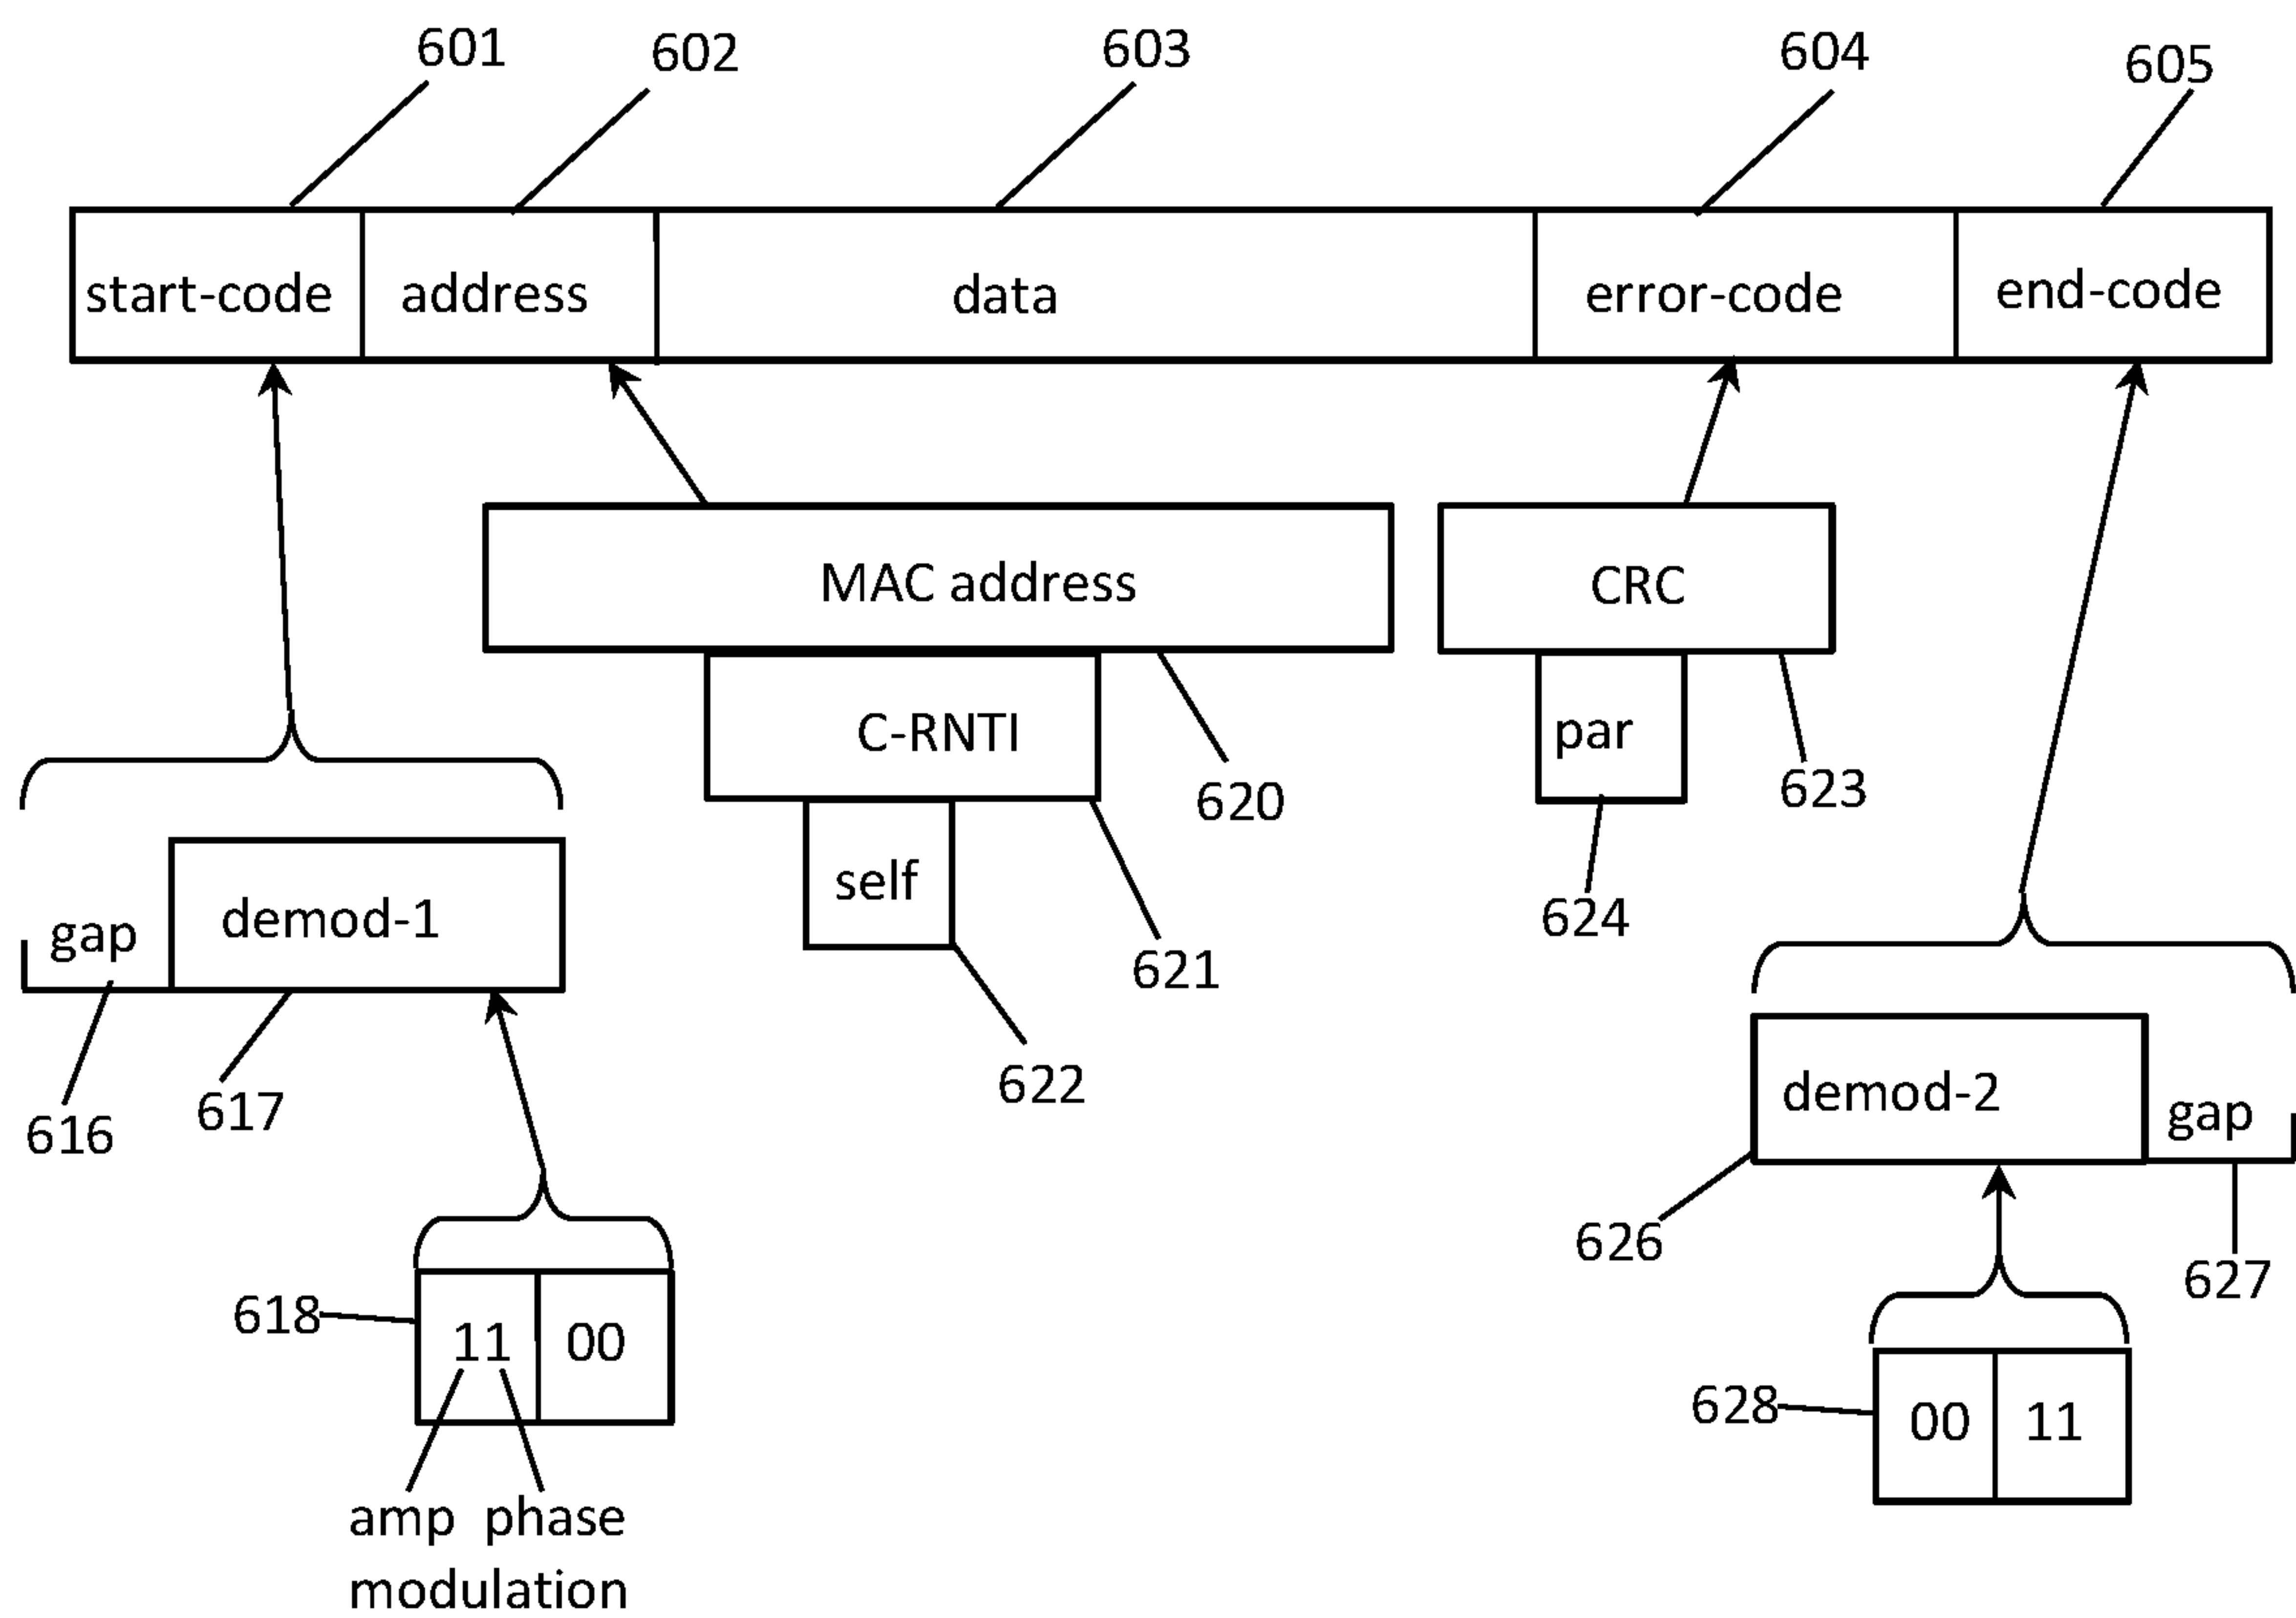 601 602 603 604 605
start-code address data error-code end-code
MAC address CRC
C-RNTI par
620 623
self
gap demod-1
624
621
622
616 617
demod-2 gap
626 627
618 11 00
628 00 11
amp phase
modulation